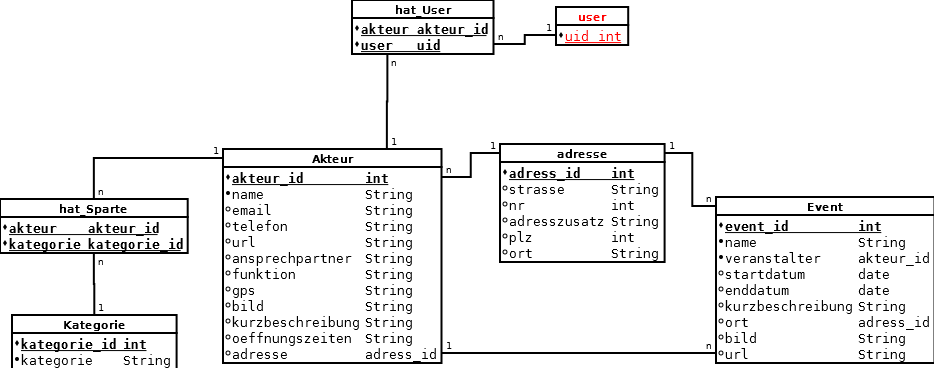 hat_User
akteur akteur_id
user uid
n
n
1
user
uid int
1
Akteur
akteur_id int
name String
email String
telefon String
url String
ansprechpartner String
funktion String
gps String
bild String
kurzbeschreibung String
oeffnungszeiten String
adresse adress_id
1
n
1
n
hat_Sparte
akteur akteur_id
kategorie kategorie_id
n
1
Kategorie
kategorie_id int
kategorie String
1
adresse
adress_id int
strasse String
nr int
adresszusatz String
plz int
ort String
1
n
Event
event_id int
name String
veranstalter akteur_id
startdatum date
enddatum date
kurzbeschreibung String
ort adress_id
bild String
url String
n